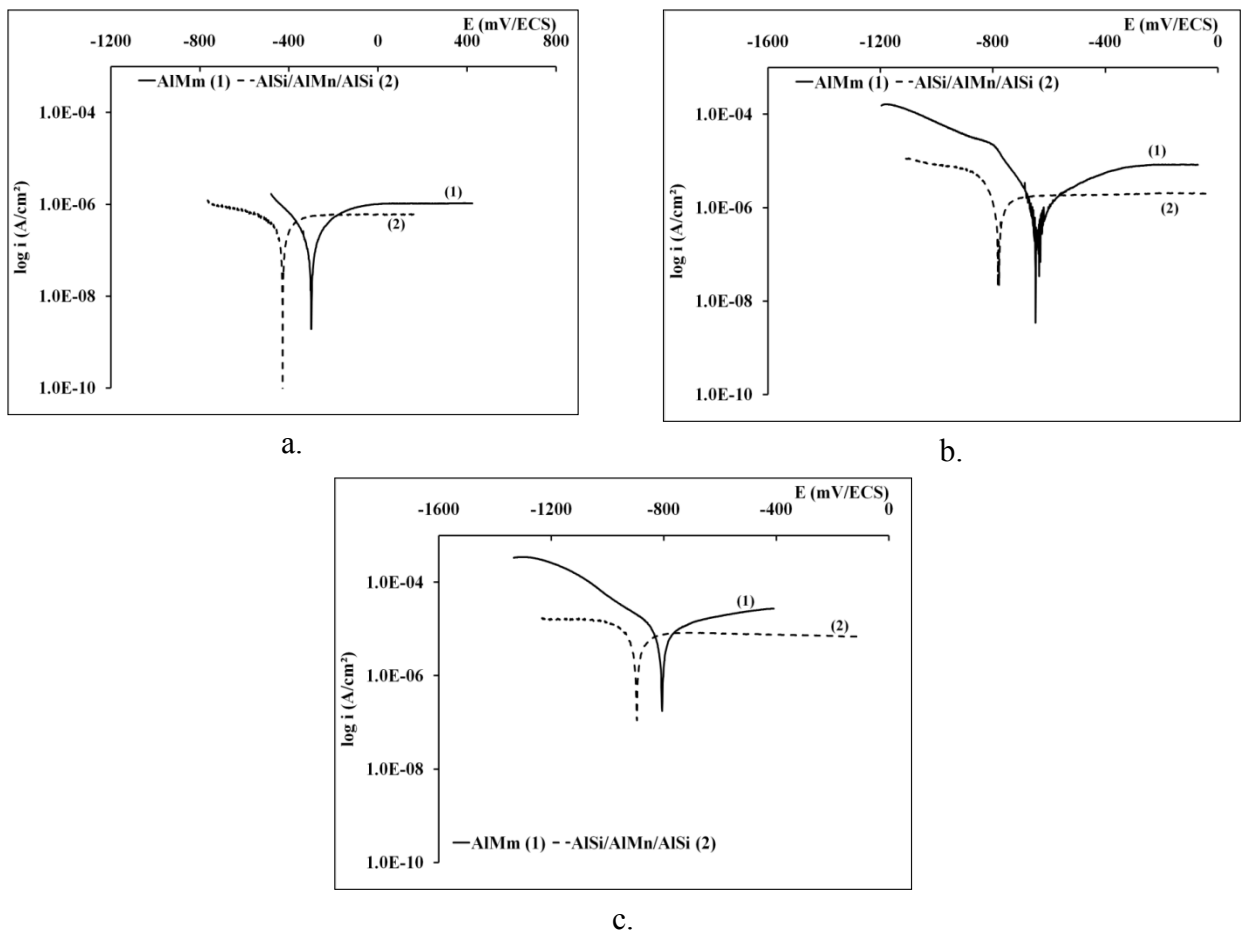 E (mV/ECS)
-1200 -800 -400 0 400 800
AlMm (1) AlSi/AlMn/AlSi (2)
1.0E-04
1.0E-06
1.0E-08
1.0E-10
log i (A/cm²)
(1)
(2)
a.
E (mV/ECS)
-1600 -1200 -800 -400 0
AlMm (1) AlSi/AlMn/AlSi (2)
1.0E-04
1.0E-06
1.0E-08
1.0E-10
log i (A/cm²)
(1)
(2)
b.
E (mV/ECS)
-1600 -1200 -800 -400 0
1.0E-04
1.0E-06
1.0E-08
1.0E-10
log i (A/cm²)
(1)
(2)
AlMm (1) AlSi/AlMn/AlSi (2)
c.